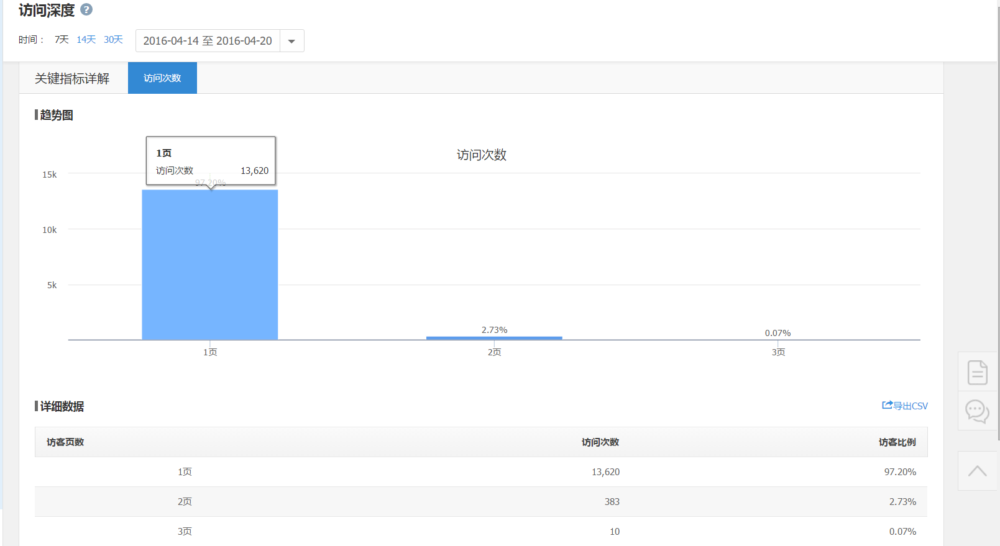 访问深度 ?
时间： 7天 14天 30天 2016-04-14 至 2016-04-20
关键指标详解 访问次数
趋势图
访问次数
1页
访问次数 13,620
97.20%
15k
10k
5k
2.73%
0.07%
1页 2页 3页
详细数据 导出CSV
访客页数 访问次数 访客比例
1页 13,620 97.20%
2页 383 2.73%
3页 10 0.07%